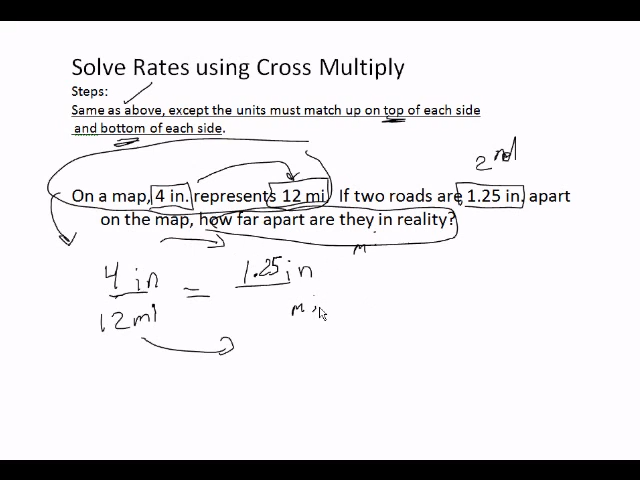 Solve Rates using Cross Multiply
Steps:
Same as above, except the units must match up on top of each side
and bottom of each side.
2nd
On a map, 4 in. represents 12 mi. If two roads are 1.25 in. apart
on the map, how far apart are they in reality?
mi
4 in = 1.25 in
12 mi mi